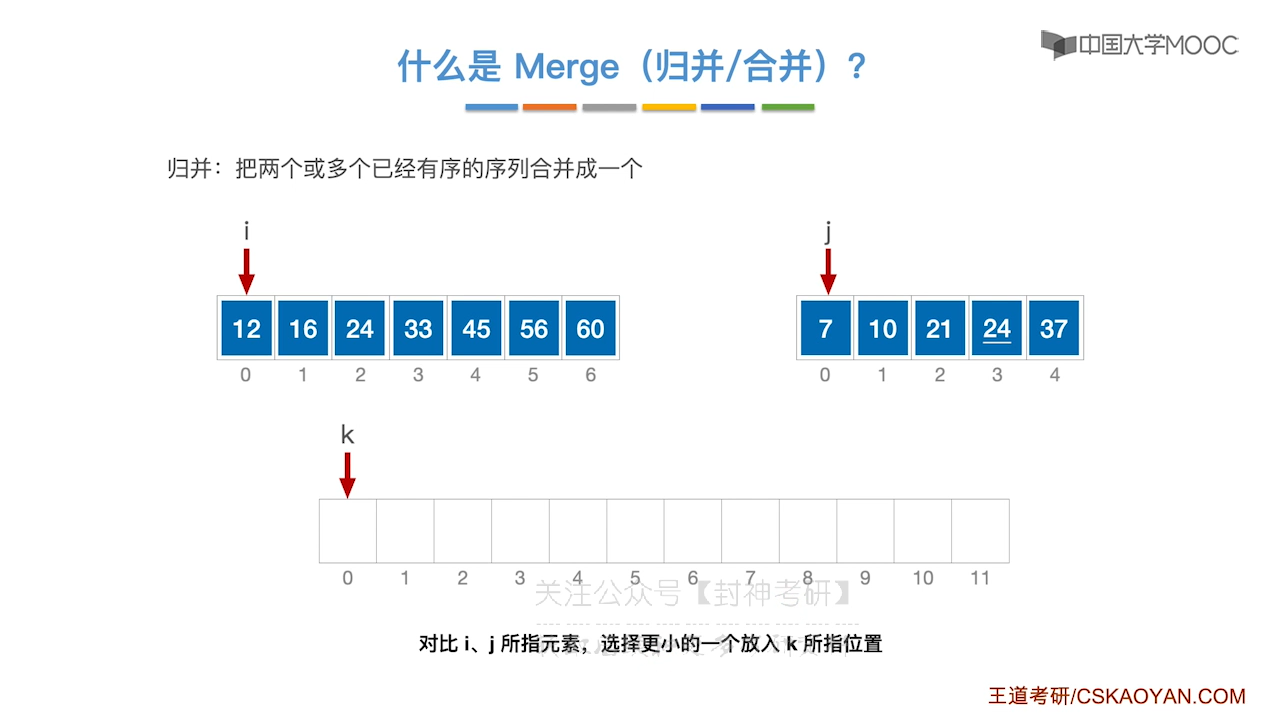 中国大学MOOC
什么是 Merge（归并/合并）?
归并：把两个或多个已经有序的序列合并成一个
i
j
12 16 24 33 45 56 60
7 10 21 24 37
0 1 2 3 4 5 6
0 1 2 3 4
k
0 1 2 3 4 5 6 7 8 9 10 11
关注公众号【封神考研】
对比 i、j 所指元素，选择更小的一个放入 k 所指位置
王道考研/CSKAOYAN.COM